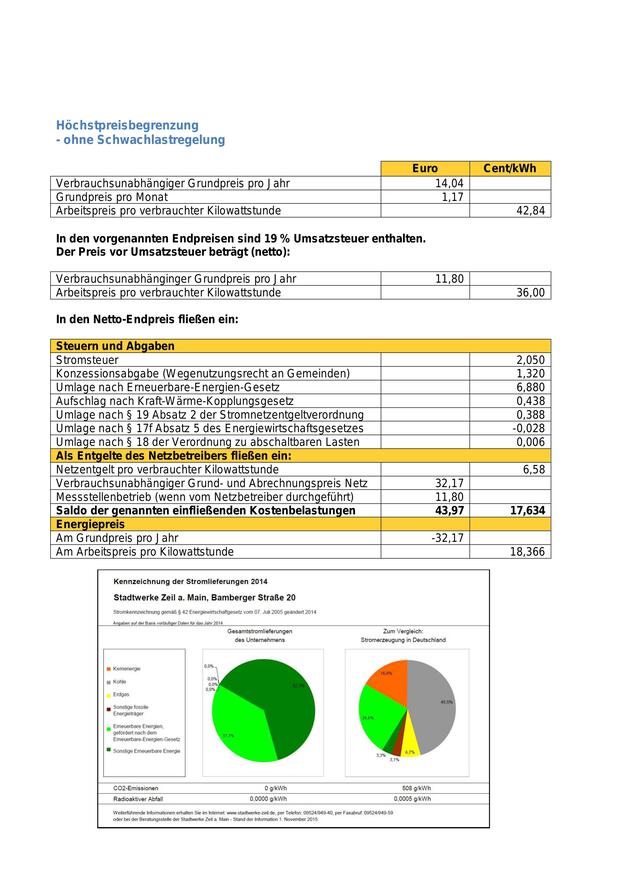 Höchstpreisbegrenzung
- ohne Schwachlastregelung
Euro Cent/kWh
Verbrauchsunabhängiger Grundpreis pro Jahr 14,04
Grundpreis pro Monat 1,17
Arbeitspreis pro verbrauchter Kilowattstunde 42,84
In den vorgenannten Endpreisen sind 19 % Umsatzsteuer enthalten.
Der Preis vor Umsatzsteuer beträgt (netto):
Verbrauchsunabhänginger Grundpreis pro Jahr 11,80
Arbeitspreis pro verbrauchter Kilowattstunde 36,00
In den Netto-Endpreis fließen ein:
Steuern und Abgaben
Stromsteuer 2,050
Konzessionsabgabe (Wegenutzungsrecht an Gemeinden) 1,320
Umlage nach Erneuerbare-Energien-Gesetz 6,880
Aufschlag nach Kraft-Wärme-Kopplungsgesetz 0,438
Umlage nach § 19 Absatz 2 der Stromnetzentgeltverordnung 0,388
Umlage nach § 17f Absatz 5 des Energiewirtschaftsgesetzes -0,028
Umlage nach § 18 der Verordnung zu abschaltbaren Lasten 0,006
Als Entgelte des Netzbetreibers fließen ein:
Netzentgelt pro verbrauchter Kilowattstunde 6,58
Verbrauchsunabhängiger Grund- und Abrechnungspreis Netz 32,17
Messstellenbetrieb (wenn vom Netzbetreiber durchgeführt) 11,80
Saldo der genannten einfließenden Kostenbelastungen 43,97 17,634
Energiepreis
Am Grundpreis pro Jahr -32,17
Am Arbeitspreis pro Kilowattstunde 18,366
Kennzeichnung der Stromlieferungen 2014
Stadtwerke Zeil a. Main, Bamberger Straße 20
Stromkennzeichnung gemäß § 42 Energiewirtschaftsgesetz vom 07. Juli 2005 geändert 2014
Angaben auf der Basis vorläufiger Daten für das Jahr 2014
Gesamtstromlieferungen
des Unternehmens
Zum Vergleich:
Stromerzeugung in Deutschland
Kernenergie
Kohle
Erdgas
Sonstige fossile
Energieträger
Erneuerbare Energien,
gefördert nach dem
Erneuerbare-Energien-Gesetz
Sonstige Erneuerbare Energie
0,0%
0,0%
0,0%
0,0%
6,7%
3,1%
3,3%
CO2-Emissionen 0 g/kWh 508 g/kWh
Radioaktiver Abfall 0,0000 g/kWh 0,0005 g/kWh
Weiterführende Informationen erhalten Sie im Internet: www.stadtwerke-zeil.de, per Telefon: 09524/949-40, per Faxabruf: 09524/949-59
oder bei der Beratungsstelle der Stadtwerke Zeil a. Main - Stand der Information 1. November 2015